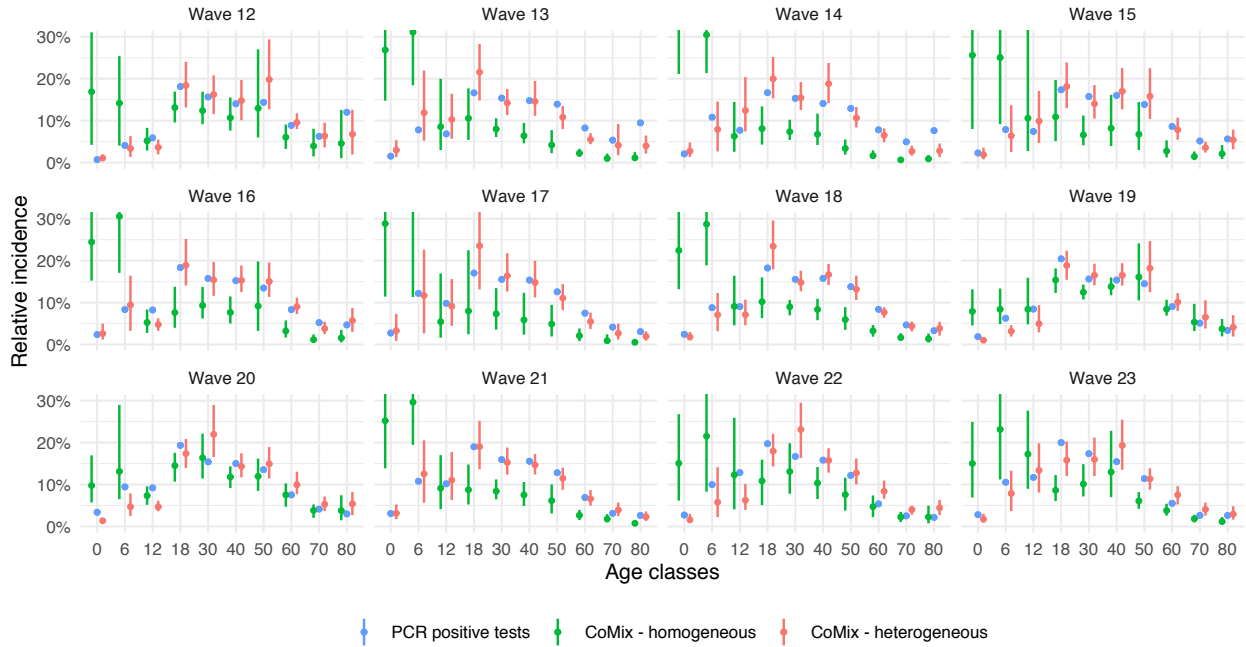 Wave 12 Wave 13 Wave 14 Wave 15
30%
20%
10%
0%
Wave 16 Wave 17 Wave 18 Wave 19
30%
20%
10%
0%
Wave 20 Wave 21 Wave 22 Wave 23
30%
20%
10%
0%
0 6 12 18 30 40 50 60 70 80 0 6 12 18 30 40 50 60 70 80 0 6 12 18 30 40 50 60 70 80 0 6 12 18 30 40 50 60 70 80
Relative incidence
Age classes
PCR positive tests CoMix - homogeneous CoMix - heterogeneous